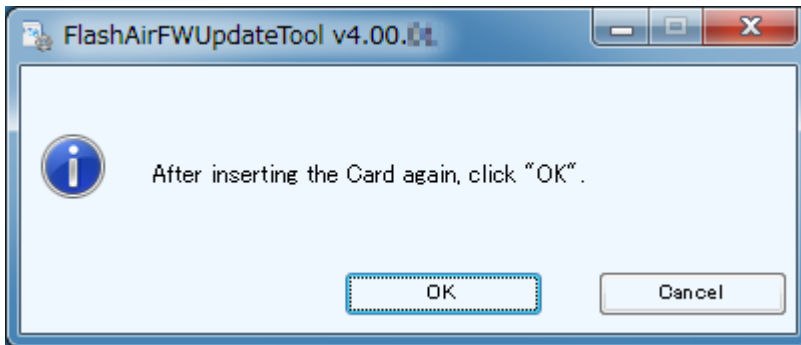 FlashAirFWUpdateTool v4.00.
After inserting the Card again, click “OK”.
OK
Cancel